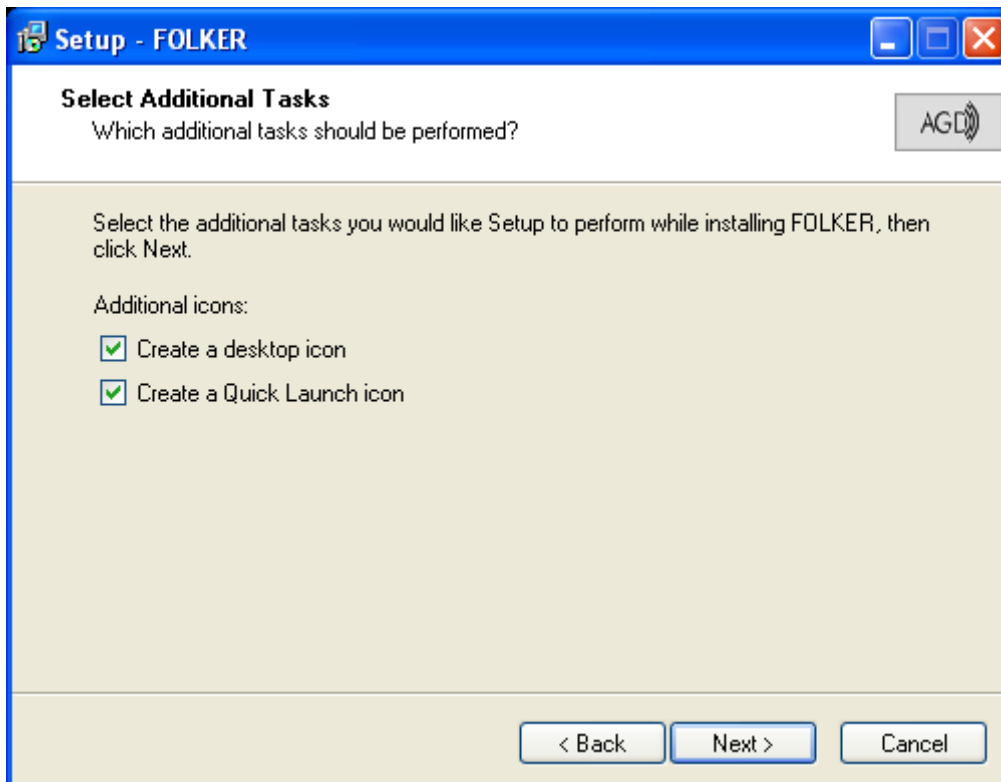 Setup - FOLKER
Select Additional Tasks
Which additional tasks should be performed?
AGD
Select the additional tasks you would like Setup to perform while installing FOLKER, then
click Next.
Additional icons:
Create a desktop icon
Create a Quick Launch icon
< Back
Next >
Cancel